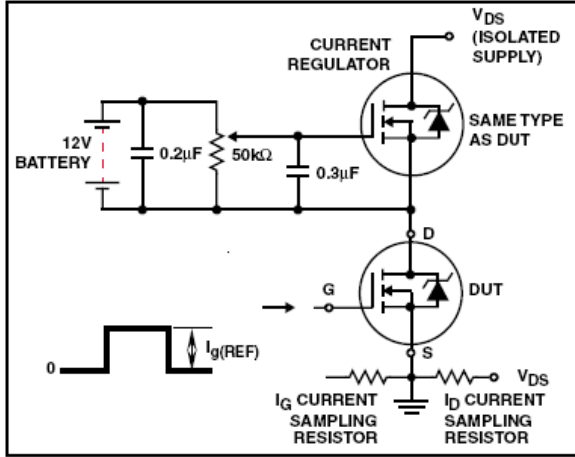 V_DS
(ISOLATED
SUPPLY)
CURRENT
REGULATOR
SAME TYPE
AS DUT
12V
BATTERY
0.2µF
50kΩ
0.3µF
D
G
DUT
I_g(REF)
0
S
V_DS
I_G CURRENT
SAMPLING
RESISTOR
I_D CURRENT
SAMPLING
RESISTOR